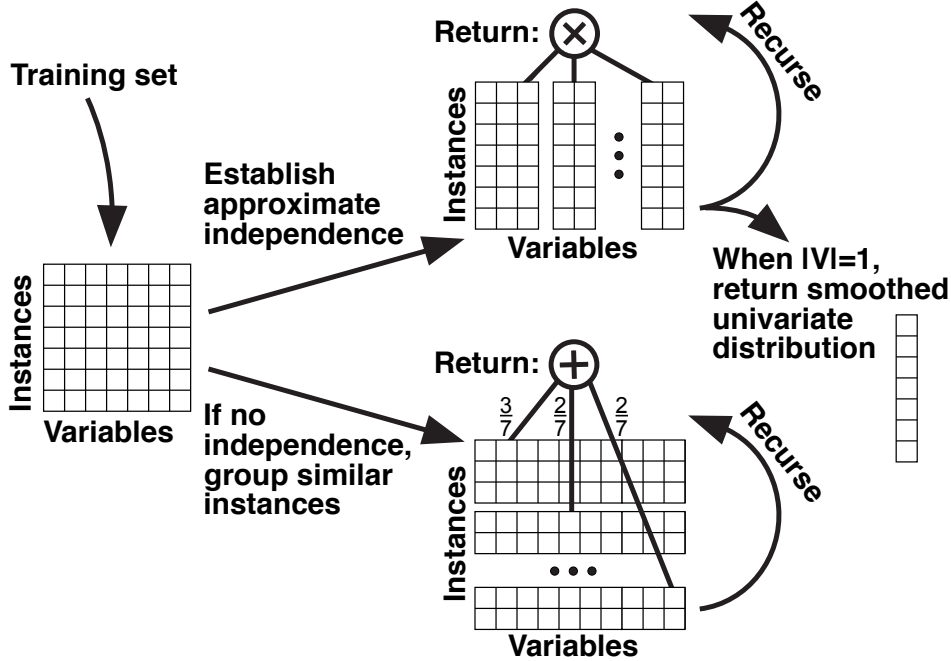 Training set
Instances
Variables
Establish
approximate
independence
If no
independence,
group similar
instances
Return: ×
Instances
Variables
Recurse
When |V|=1,
return smoothed
univariate
distribution
Return: +
3/7 2/7 2/7
Instances
Variables
Recurse